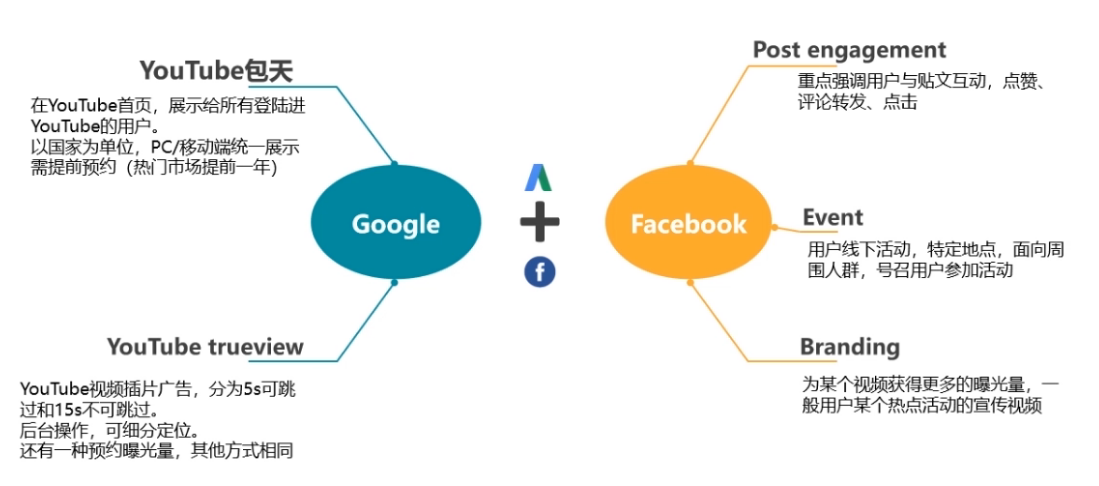 YouTube包天
在YouTube首页，展示给所有登陆进
YouTube的用户。
以国家为单位，PC/移动端统一展示
需提前预约（热门市场提前一年）
Google
YouTube trueview
YouTube视频插片广告，分为5s可跳
过和15s不可跳过。
后台操作，可细分定位。
还有一种预约曝光量，其他方式相同
f
Facebook
Post engagement
重点强调用户与贴文互动，点赞、
评论转发、点击
Event
用户线下活动，特定地点，面向周
围人群，号召用户参加活动
Branding
为某个视频获得更多的曝光量，一
般用户某个热点活动的宣传视频